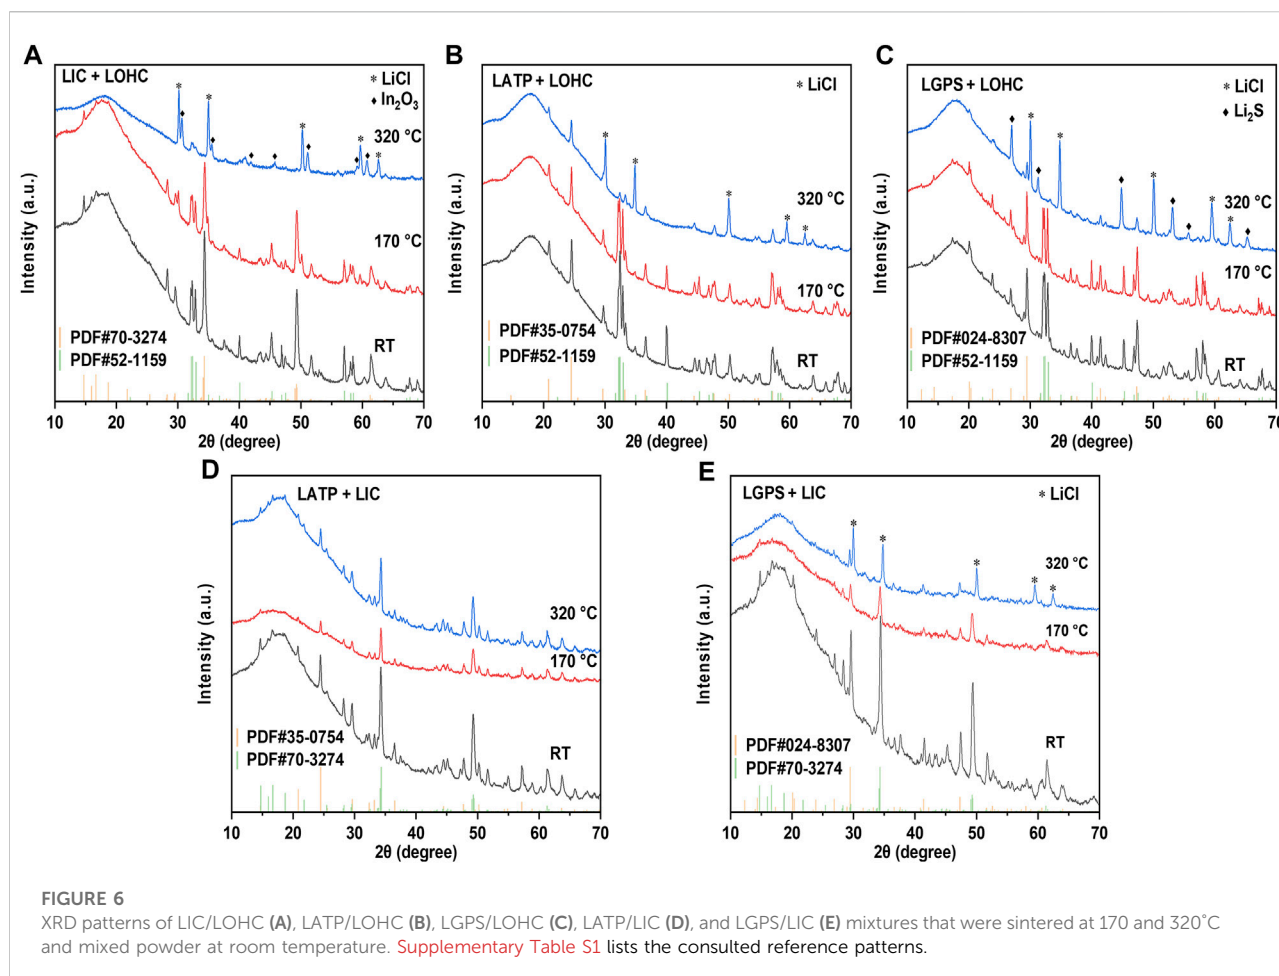 A
LIC + LOHC
* LiCl
♦ In₂O₃
320 °C
170 °C
RT
PDF#70-3274
PDF#52-1159
Intensity (a.u.)
10 20 30 40 50 60 70
2θ (degree)
B
LATP + LOHC
* LiCl
320 °C
170 °C
RT
PDF#35-0754
PDF#52-1159
Intensity (a.u.)
10 20 30 40 50 60 70
2θ (degree)
C
LGPS + LOHC
* LiCl
♦ Li₂S
320 °C
170 °C
RT
PDF#024-8307
PDF#52-1159
Intensity (a.u.)
10 20 30 40 50 60 70
2θ (degree)
D
LATP + LIC
320 °C
170 °C
RT
PDF#35-0754
PDF#70-3274
Intensity (a.u.)
10 20 30 40 50 60 70
2θ (degree)
E
LGPS + LIC
* LiCl
320 °C
170 °C
RT
PDF#024-8307
PDF#70-3274
Intensity (a.u.)
10 20 30 40 50 60 70
2θ (degree)
FIGURE 6
XRD patterns of LIC/LOHC (A), LATP/LOHC (B), LGPS/LOHC (C), LATP/LIC (D), and LGPS/LIC (E) mixtures that were sintered at 170 and 320°C
and mixed powder at room temperature. Supplementary Table S1 lists the consulted reference patterns.